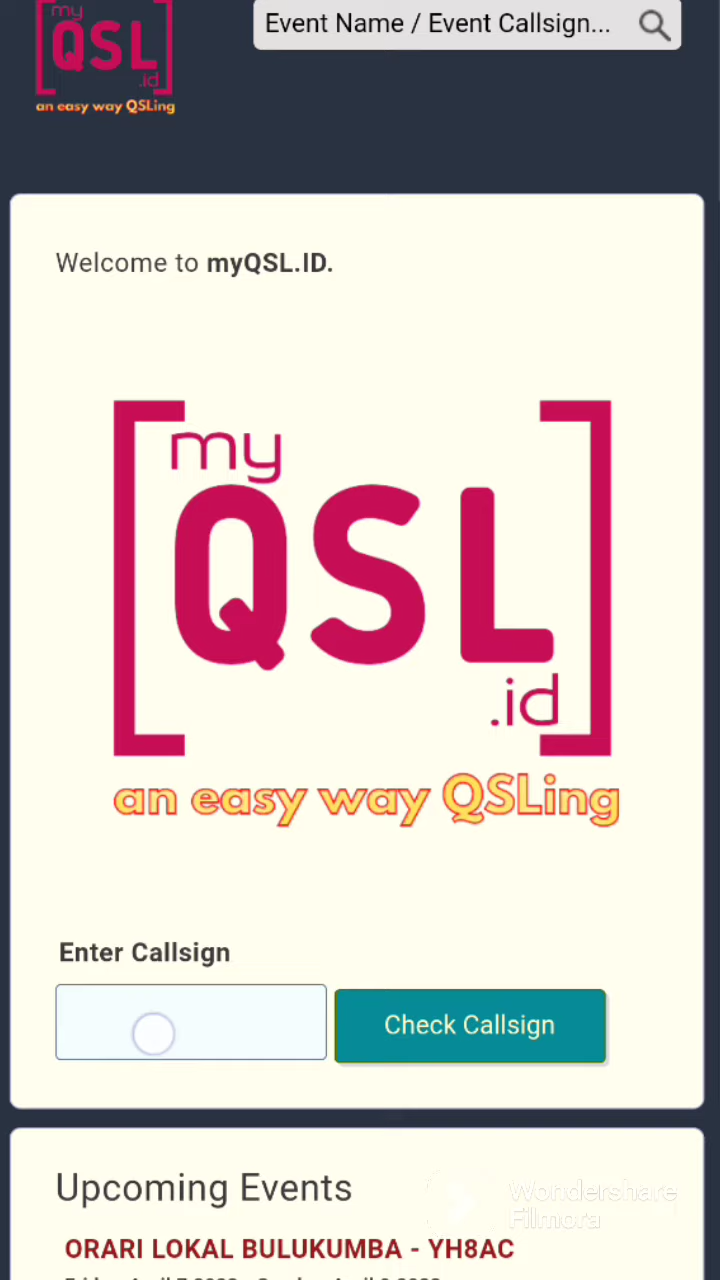 my
QSL
.id
an easy way QSLing
Event Name / Event Callsign...
Welcome to myQSL.ID.
my
QSL
.id
an easy way QSLing
Enter Callsign
Check Callsign
Upcoming Events
Wondershare
Filmora
ORARI LOKAL BULUKUMBA - YH8AC